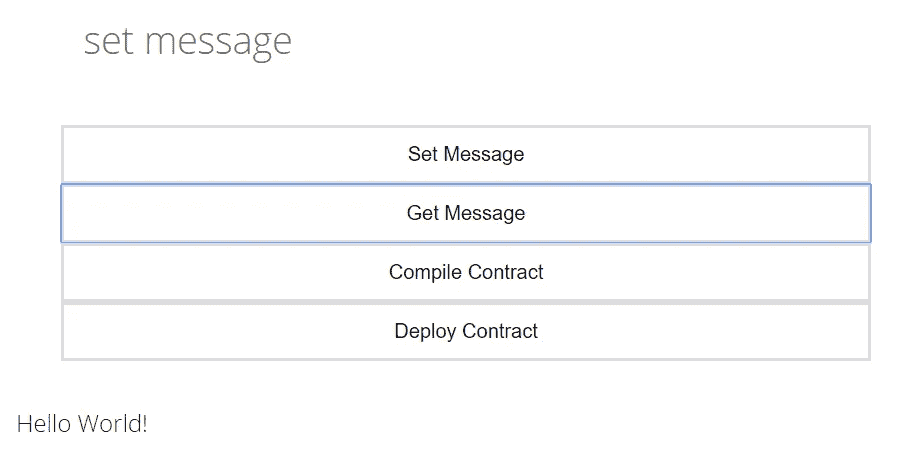 set message
Set Message
Get Message
Compile Contract
Deploy Contract
Hello World!